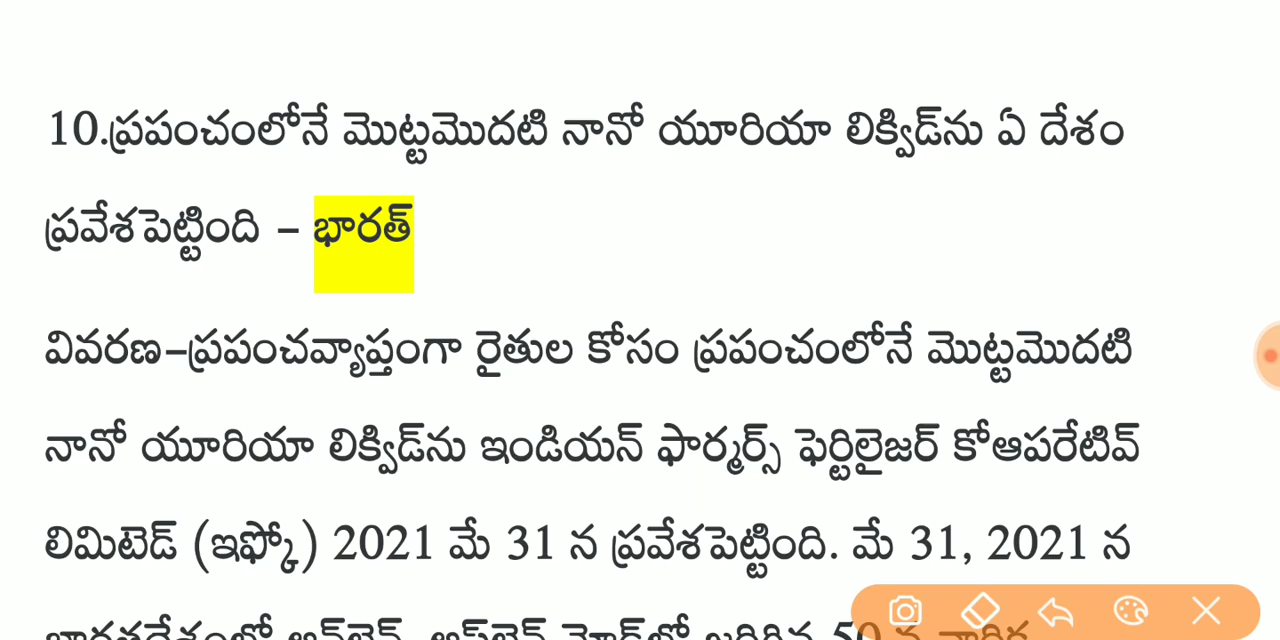 10.ప్రపంచంలోనే మొట్టమొదటి నానో యూరియా లిక్విడ్‌ను ఏ దేశం
ప్రవేశపెట్టింది – భారత్
వివరణ–ప్రపంచవ్యాప్తంగా రైతుల కోసం ప్రపంచంలోనే మొట్టమొదటి
నానో యూరియా లిక్విడ్‌ను ఇండియన్ ఫార్మర్స్ ఫెర్టిలైజర్ కోఆపరేటివ్
లిమిటెడ్ (ఇఫ్కో) 2021 మే 31 న ప్రవేశపెట్టింది. మే 31, 2021 న